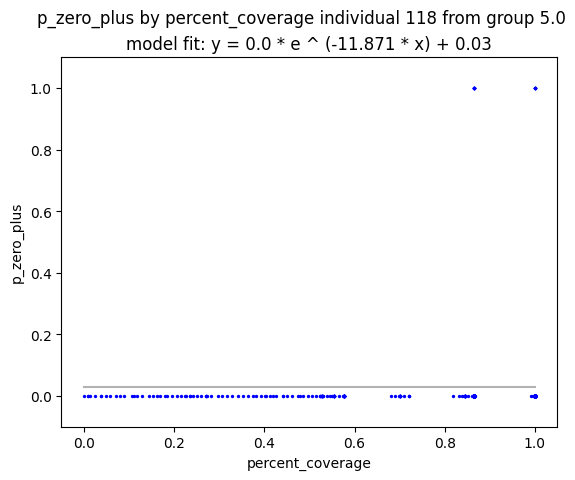 p_zero_plus by percent_coverage individual 118 from group 5.0
model fit: y = 0.0 * e ^ (-11.871 * x) + 0.03
1.0
0.8
0.6
0.4
0.2
0.0
p_zero_plus
0.0 0.2 0.4 0.6 0.8 1.0
percent_coverage